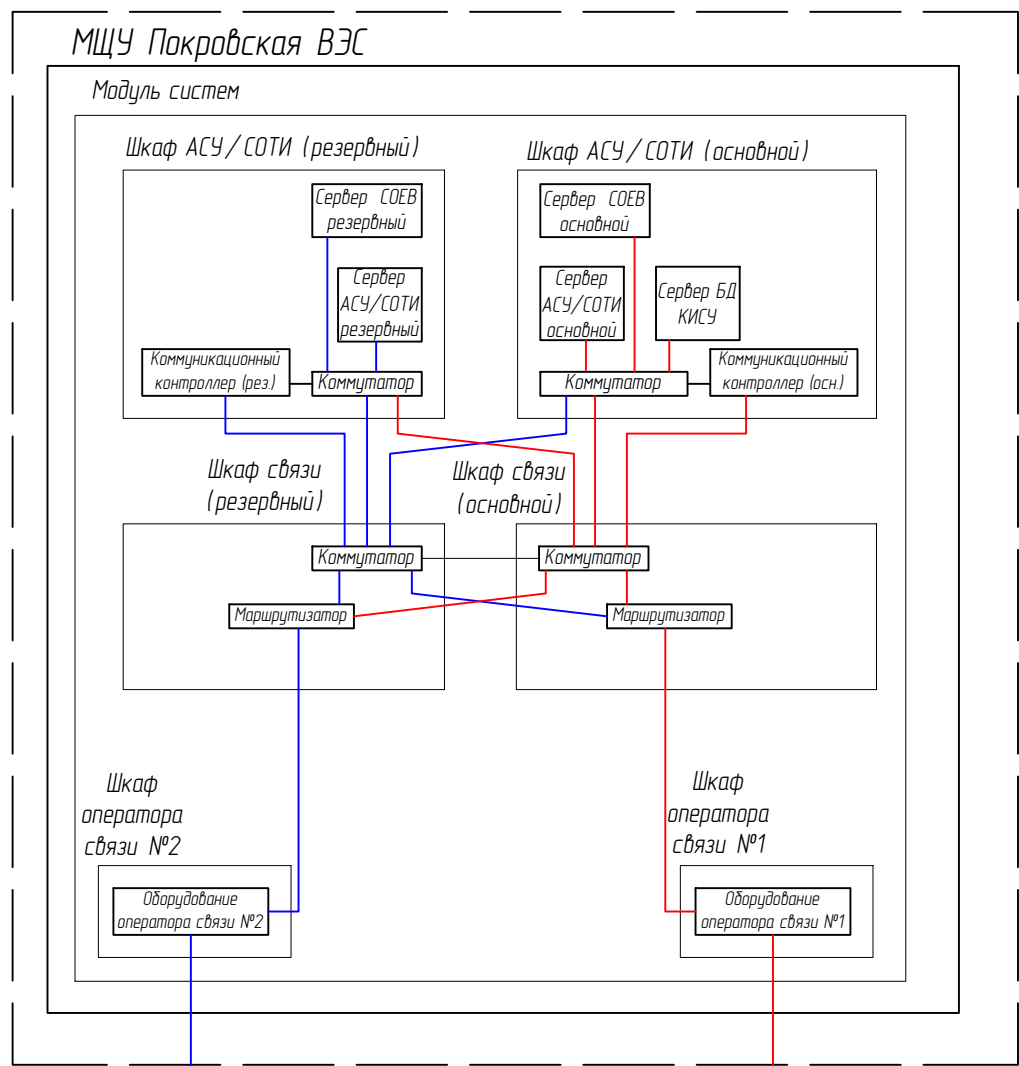 МЩУ Покровская ВЭС
Модуль систем
Шкаф АСУ/СОТИ (резервный)
Шкаф АСУ/СОТИ (основной)
Сервер СОЕВ
резервный
Сервер СОЕВ
основной
Сервер
АСУ/СОТИ
резервный
Сервер
АСУ/СОТИ
основной
Сервер БД
КИСУ
Коммуникационный
контроллер (рез.)
Коммутатор
Коммутатор
Коммуникационный
контроллер (осн.)
Шкаф связи
(резервный)
Шкаф связи
(основной)
Коммутатор
Коммутатор
Маршрутизатор
Маршрутизатор
Шкаф
оператора
связи №2
Шкаф
оператора
связи №1
Оборудование
оператора связи №2
Оборудование
оператора связи №1